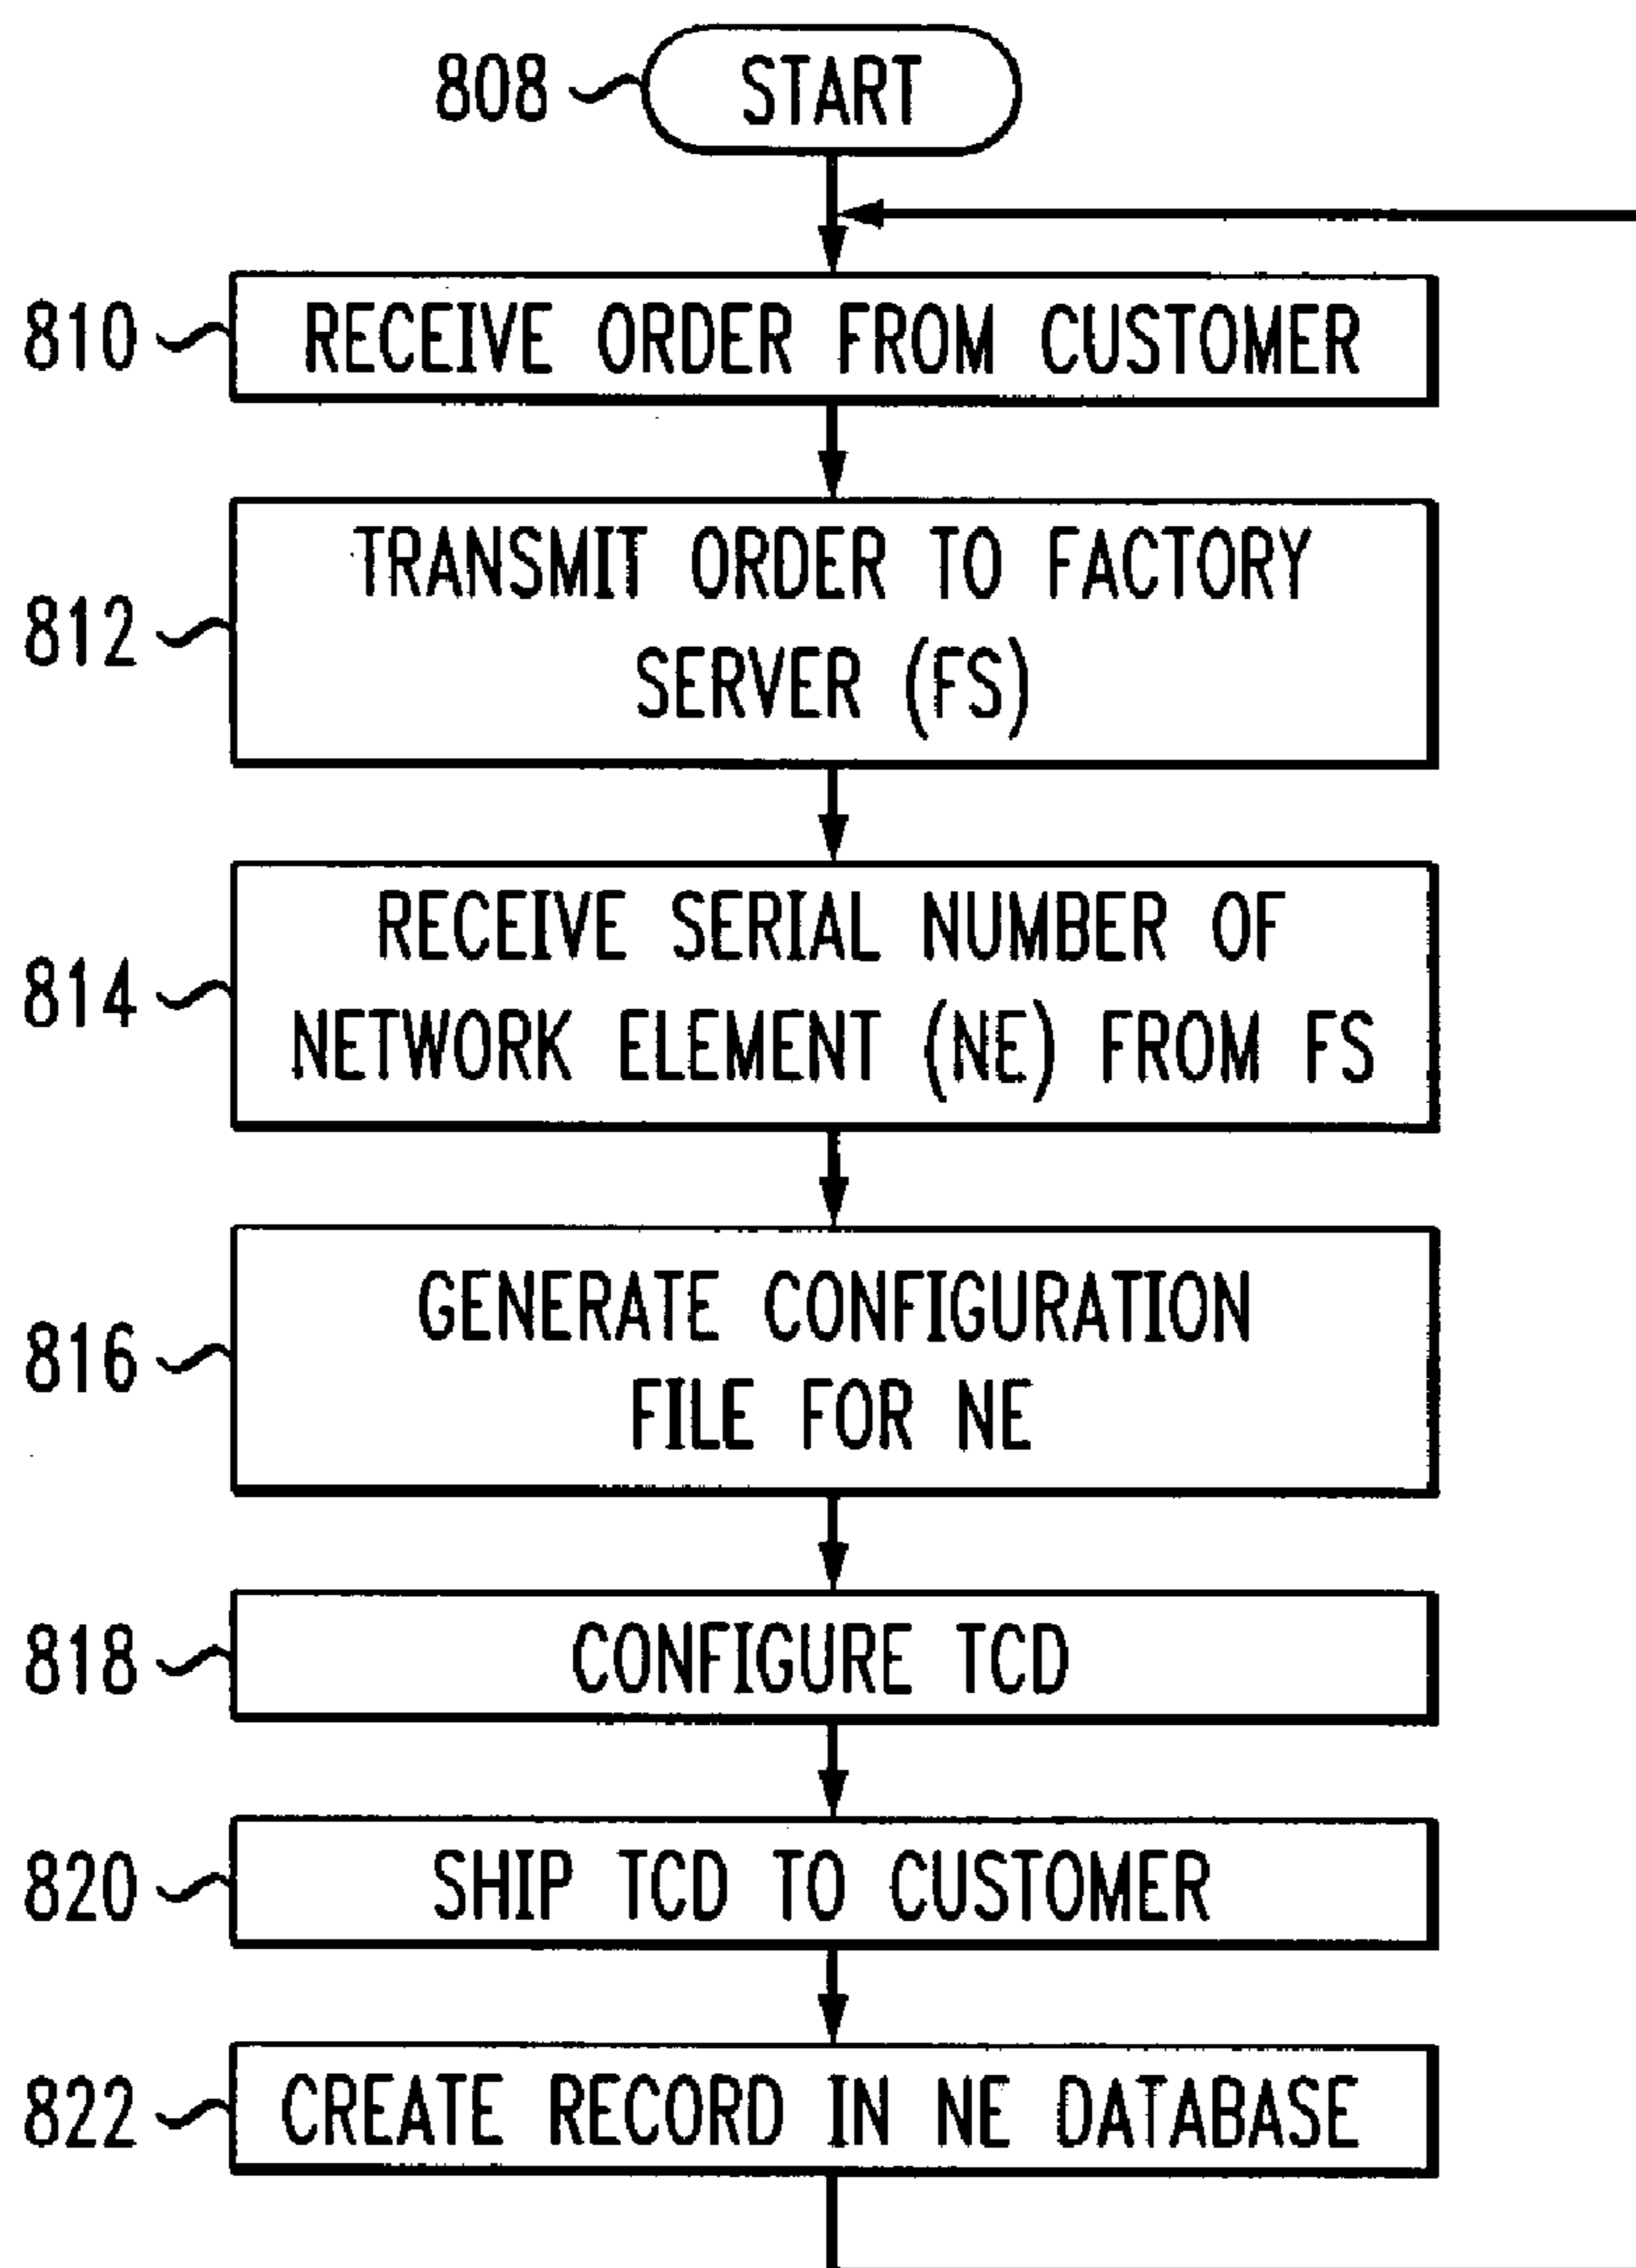 808
START
810
RECEIVE ORDER FROM CUSTOMER
812
TRANSMIT ORDER TO FACTORY
SERVER (FS)
814
RECEIVE SERIAL NUMBER OF
NETWORK ELEMENT (NE) FROM FS
816
GENERATE CONFIGURATION
FILE FOR NE
818
CONFIGURE TCD
820
SHIP TCD TO CUSTOMER
822
CREATE RECORD IN NE DATABASE